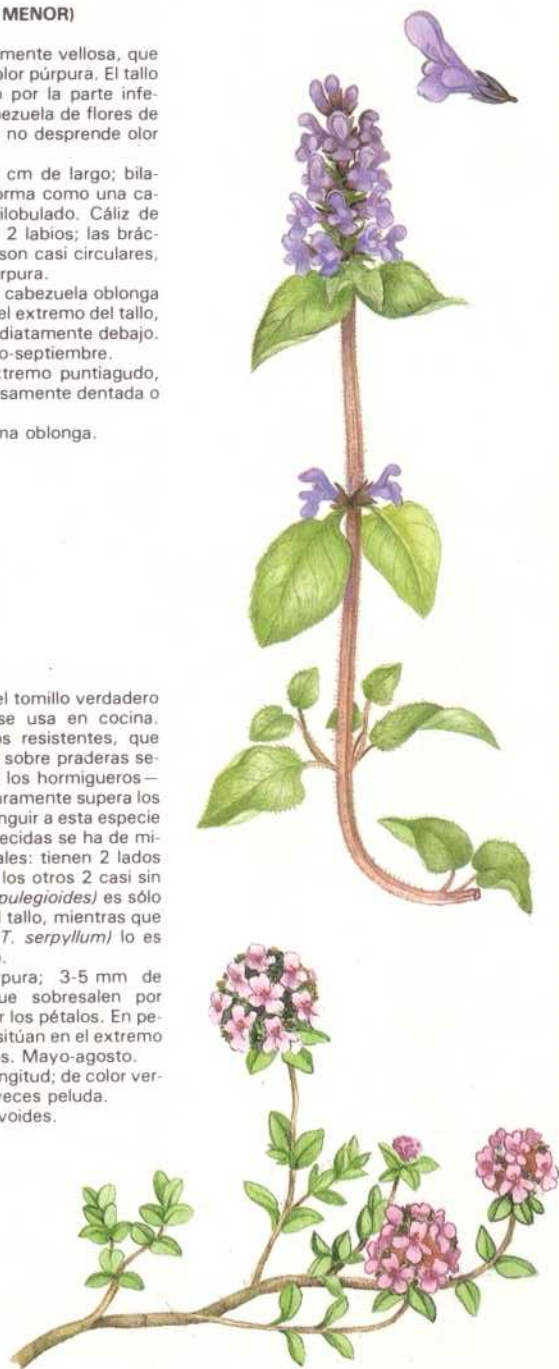 MENOR)
mente vellosa, que
olor púrpura. El tallo
por la parte infe-
bezuela de flores de
no desprende olor
cm de largo; bila-
orma como una ca-
ilobulado. Cáliz de
2 labios; las brác-
son casi circulares,
rpura.
cabezuela oblonga
el extremo del tallo,
diatamente debajo.
o-septiembre.
tremo puntiagudo,
samente dentada o
na oblonga.
el tomillo verdadero
se usa en cocina.
os resistentes, que
sobre praderas se-
los hormigueros —
aramente supera los
nguir a esta especie
ecidas se ha de mi-
ales: tienen 2 lados
los otros 2 casi sin
pulegioides) es sólo
l tallo, mientras que
T. serpyllum) lo es
rpura; 3-5 mm de
ue sobresalen por
r los pétalos. En pe-
sitúan en el extremo
os. Mayo-agosto.
ngitud; de color ver-
veces peluda.
voides.